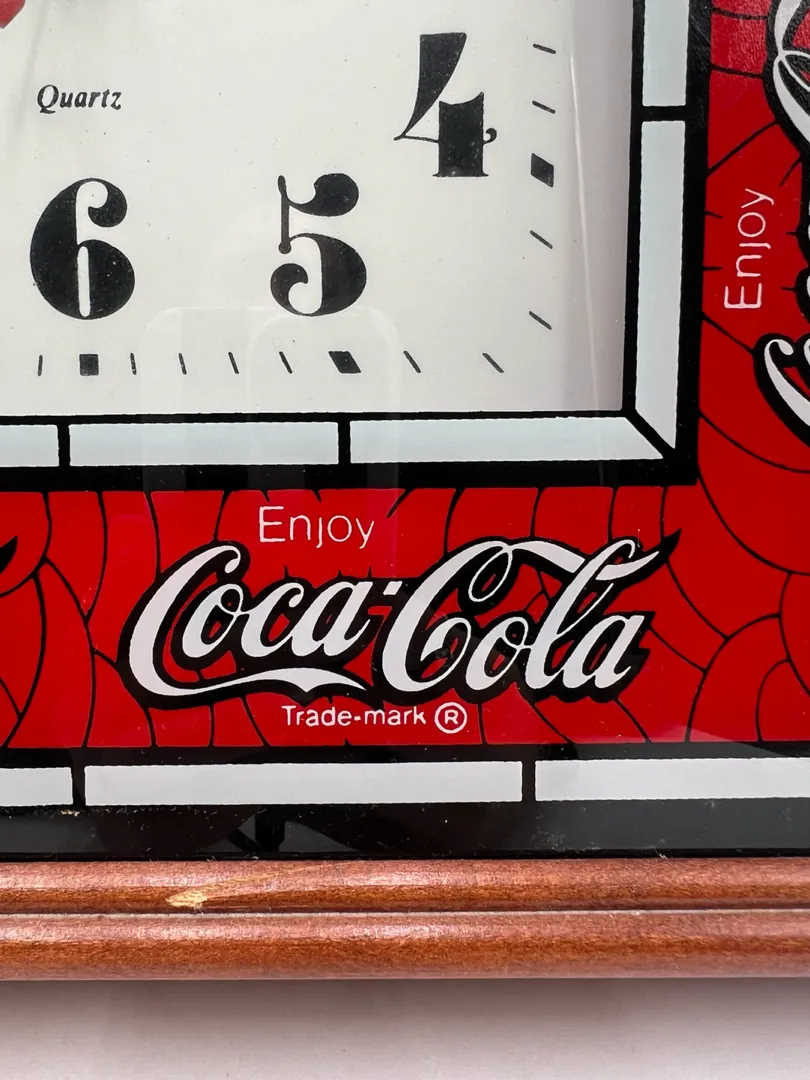 4
Quartz
6 5
Enjoy
Enjoy
Coca-Cola
Trade-mark ®